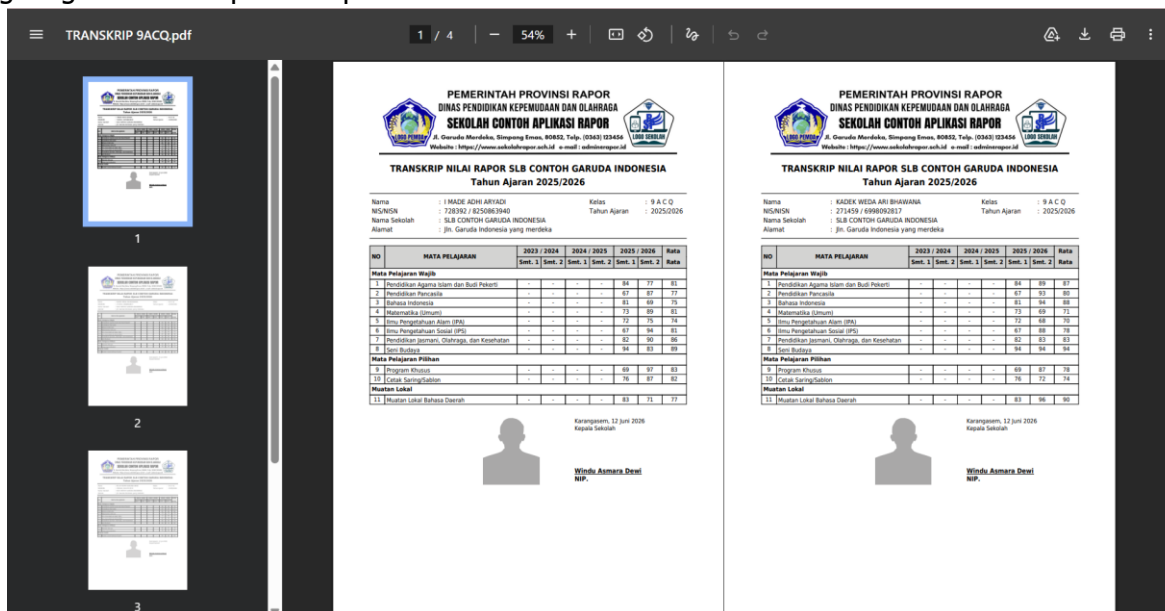 TRANSKRIP 9ACQ.pdf
1 / 4
54%
1
2
3
PEMERINTAH PROVINSI RAPOR
DINAS PENDIDIKAN KEPEMUDAAN DAN OLAHRAGA
SEKOLAH CONTOH APLIKASI RAPOR
Jl. Garuda Merdeka, Simpang Emas, 80852, Telp. (0363) 123456
Website : https://www.sekolahrapor.sch.id e-mail : adminerapor.id
LOGO PEMDA
LOGO SEKOLAH
TRANSKRIP NILAI RAPOR SLB CONTOH GARUDA INDONESIA
Tahun Ajaran 2025/2026
Nama : I MADE ADHI ARYADI Kelas : 9 A C Q
NIS/NISN : 728392 / 8250863940 Tahun Ajaran : 2025/2026
Nama Sekolah : SLB CONTOH GARUDA INDONESIA
Alamat : Jln. Garuda Indonesia yang merdeka
NO MATA PELAJARAN 2023 / 2024 2024 / 2025 2025 / 2026 Rata Rata
Smt. 1 Smt. 2 Smt. 1 Smt. 2 Smt. 1 Smt. 2
Mata Pelajaran Wajib
1 Pendidikan Agama Islam dan Budi Pekerti - - - - 84 77 81
2 Pendidikan Pancasila - - - - 67 87 77
3 Bahasa Indonesia - - - - 81 69 75
4 Matematika (Umum) - - - - 73 89 81
5 Ilmu Pengetahuan Alam (IPA) - - - - 72 75 74
6 Ilmu Pengetahuan Sosial (IPS) - - - - 67 94 81
7 Pendidikan Jasmani, Olahraga, dan Kesehatan - - - - 82 90 86
8 Seni Budaya - - - - 94 83 89
Mata Pelajaran Pilihan
9 Program Khusus - - - - 69 97 83
10 Cetak Saring/Sablon - - - - 76 87 82
Muatan Lokal
11 Muatan Lokal Bahasa Daerah - - - - 83 71 77
Karangasem, 12 Juni 2026
Kepala Sekolah
Windu Asmara Dewi
NIP.
PEMERINTAH PROVINSI RAPOR
DINAS PENDIDIKAN KEPEMUDAAN DAN OLAHRAGA
SEKOLAH CONTOH APLIKASI RAPOR
Jl. Garuda Merdeka, Simpang Emas, 80852, Telp. (0363) 123456
Website : https://www.sekolahrapor.sch.id e-mail : adminerapor.id
LOGO PEMDA
LOGO SEKOLAH
TRANSKRIP NILAI RAPOR SLB CONTOH GARUDA INDONESIA
Tahun Ajaran 2025/2026
Nama : KADEK WEDA ARI BHAWANA Kelas : 9 A C Q
NIS/NISN : 271459 / 6998092817 Tahun Ajaran : 2025/2026
Nama Sekolah : SLB CONTOH GARUDA INDONESIA
Alamat : Jln. Garuda Indonesia yang merdeka
NO MATA PELAJARAN 2023 / 2024 2024 / 2025 2025 / 2026 Rata Rata
Smt. 1 Smt. 2 Smt. 1 Smt. 2 Smt. 1 Smt. 2
Mata Pelajaran Wajib
1 Pendidikan Agama Islam dan Budi Pekerti - - - - 84 89 87
2 Pendidikan Pancasila - - - - 67 93 80
3 Bahasa Indonesia - - - - 81 94 88
4 Matematika (Umum) - - - - 73 69 71
5 Ilmu Pengetahuan Alam (IPA) - - - - 72 68 70
6 Ilmu Pengetahuan Sosial (IPS) - - - - 67 88 78
7 Pendidikan Jasmani, Olahraga, dan Kesehatan - - - - 82 83 83
8 Seni Budaya - - - - 94 94 94
Mata Pelajaran Pilihan
9 Program Khusus - - - - 69 87 78
10 Cetak Saring/Sablon - - - - 76 72 74
Muatan Lokal
11 Muatan Lokal Bahasa Daerah - - - - 83 96 90
Karangasem, 12 Juni 2026
Kepala Sekolah
Windu Asmara Dewi
NIP.